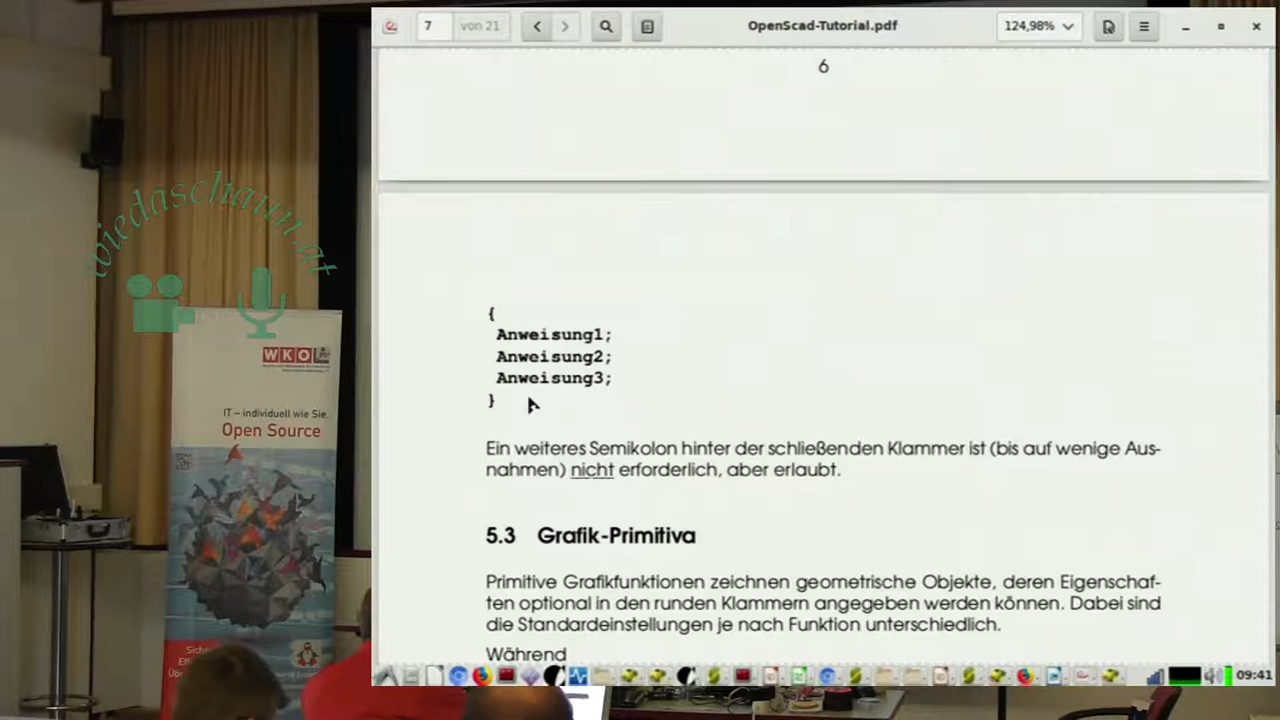 7 von 21 OpenScad-Tutorial.pdf 124,98%
6
{
Anweisung1;
Anweisung2;
Anweisung3;
}
Ein weiteres Semikolon hinter der schließenden Klammer ist (bis auf wenige Aus-
nahmen) nicht erforderlich, aber erlaubt.
5.3 Grafik-Primitiva
Primitive Grafikfunktionen zeichnen geometrische Objekte, deren Eigenschaf-
ten optional in den runden Klammern angegeben werden können. Dabei sind
die Standardeinstellungen je nach Funktion unterschiedlich.
Während
09:41
wiedaschaun.at
WKO
IT – individuell wie Sie.
Open Source